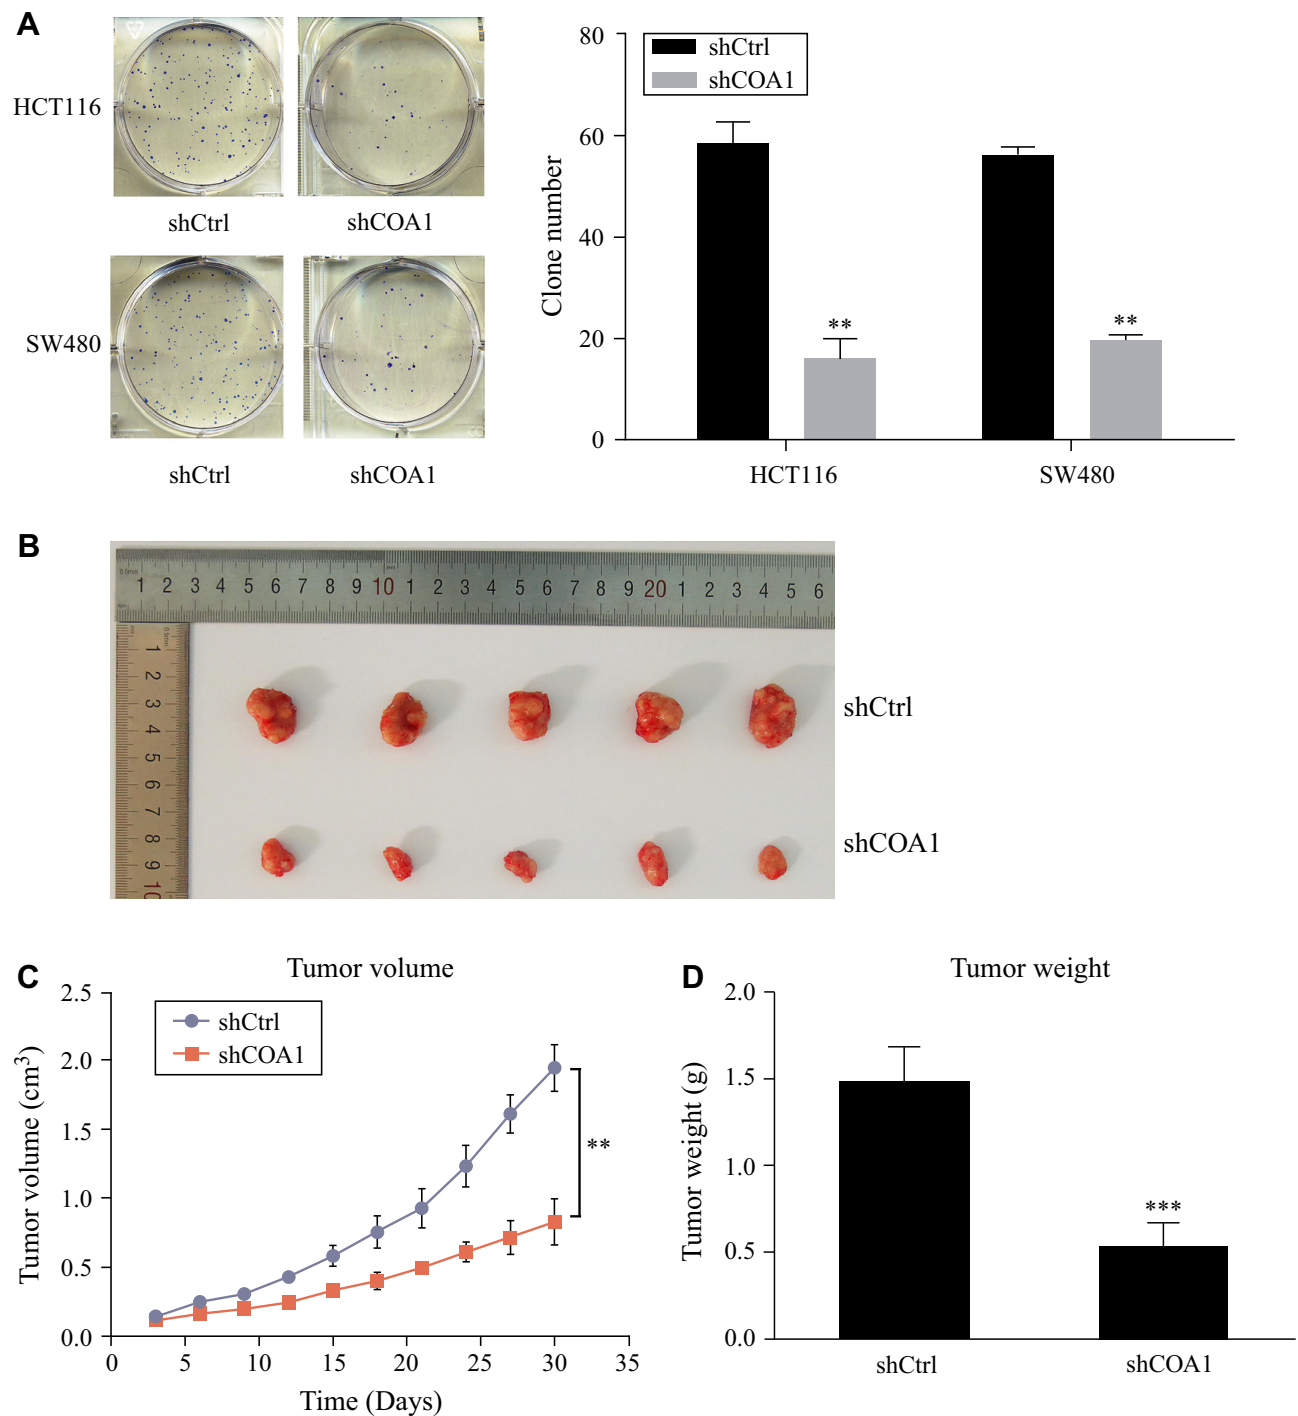 A
HCT116
shCtrl
shCOA1
SW480
shCtrl
shCOA1
80
60
40
20
0
Clone number
shCtrl
shCOA1
**
**
HCT116
SW480
B
1 2 3 4 5 6 7 8 9 10 1 2 3 4 5 6 7 8 9 20 1 2 3 4 5 6
1
2
3
4
5
6
7
8
9
10
shCtrl
shCOA1
C
Tumor volume
2.5
2.0
1.5
1.0
0.5
0.0
Tumor volume (cm³)
shCtrl
shCOA1
**
0 5 10 15 20 25 30 35
Time (Days)
D
Tumor weight
2.0
1.5
1.0
0.5
0.0
Tumor weight (g)
***
shCtrl
shCOA1